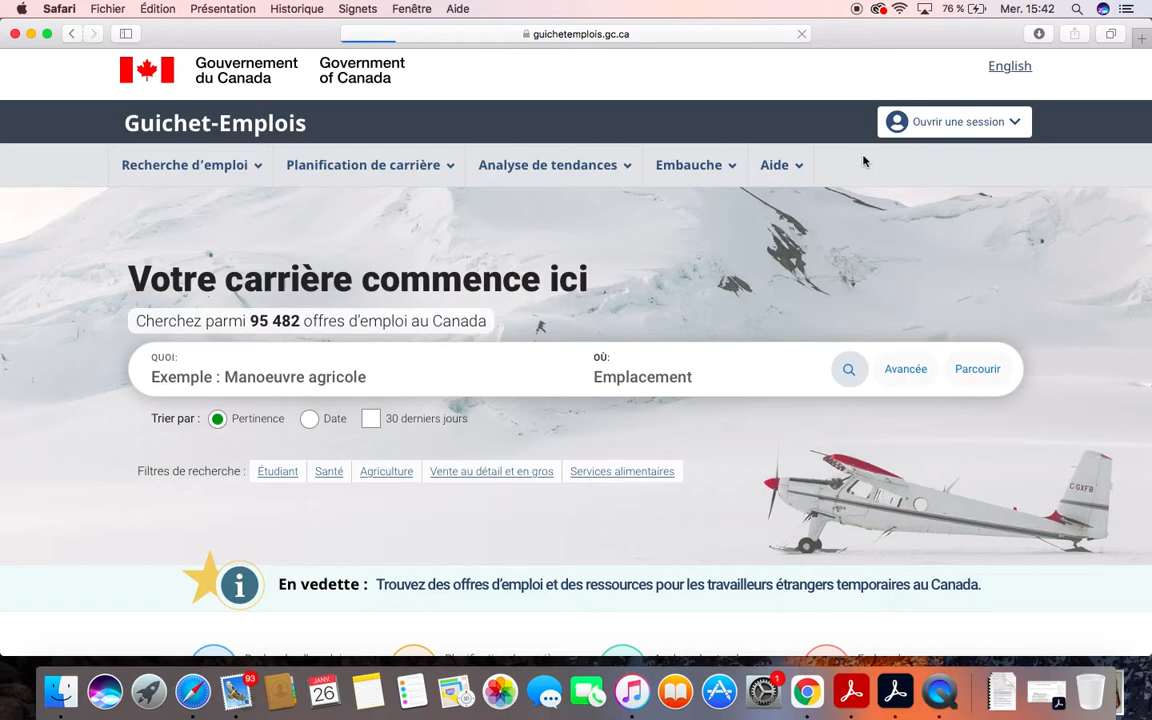 Safari Fichier Édition Présentation Historique Signets Fenêtre Aide 76 % Mer. 15:42
guichetemplois.gc.ca
Gouvernement du Canada
Government of Canada
English
Guichet-Emplois
Ouvrir une session
Recherche d'emploi Planification de carrière Analyse de tendances Embauche Aide
Votre carrière commence ici
Cherchez parmi 95 482 offres d'emploi au Canada
QUOI: OÙ:
Exemple : Manoeuvre agricole Emplacement Avancée Parcourir
Trier par : Pertinence Date 30 derniers jours
Filtres de recherche : Étudiant Santé Agriculture Vente au détail et en gros Services alimentaires
C-GXFB
En vedette : Trouvez des offres d'emploi et des ressources pour les travailleurs étrangers temporaires au Canada.
93
JANV.
26
1